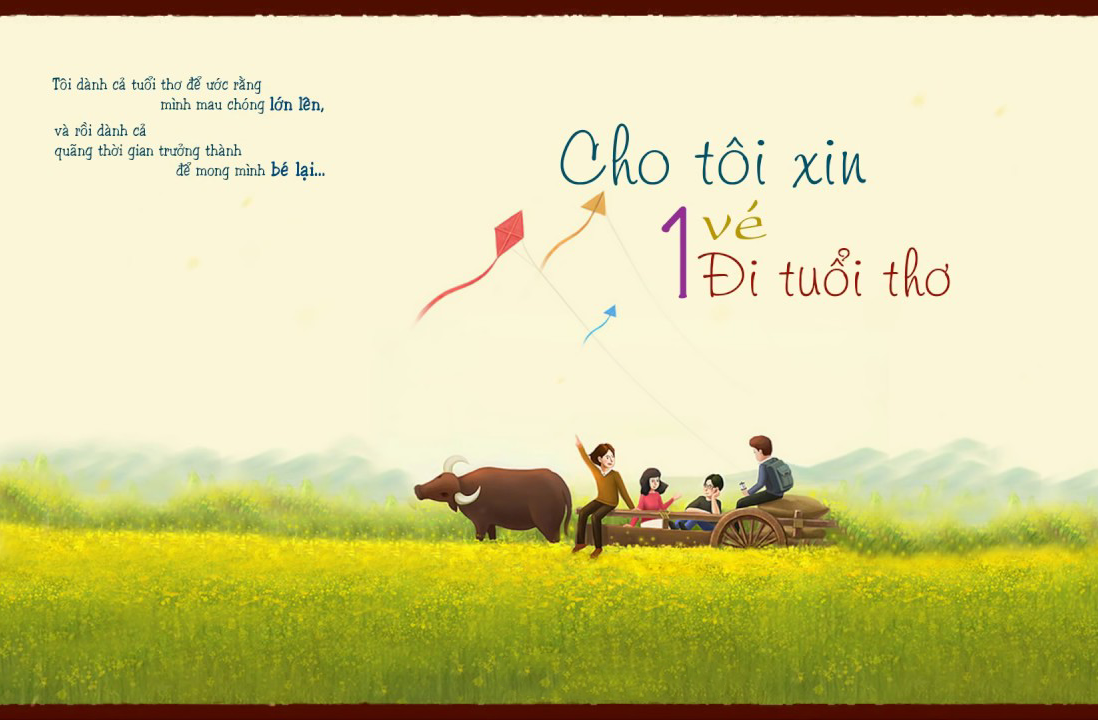 Tôi dành cả tuổi thơ để ước rằng
mình mau chóng lớn lên,
và rồi dành cả
quãng thời gian trưởng thành
để mong mình bé lại...
Cho tôi xin
1 vé
Đi tuổi thơ